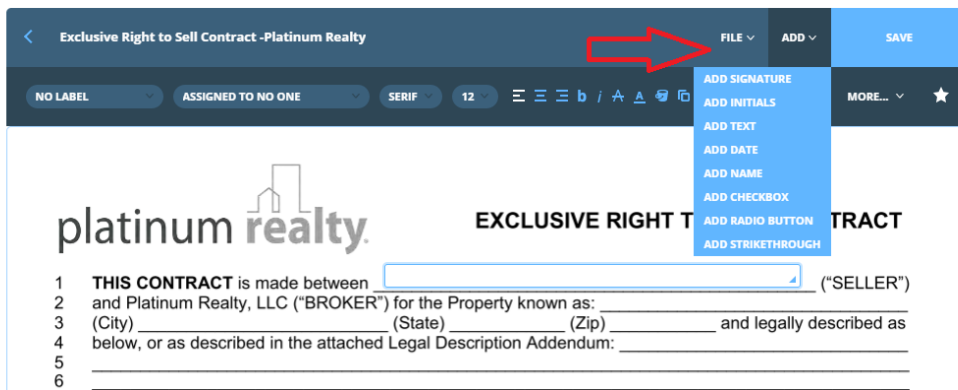 Exclusive Right to Sell Contract -Platinum Realty
FILE
ADD
SAVE
NO LABEL
ASSIGNED TO NO ONE
SERIF
12
b i A A
MORE...
ADD SIGNATURE
ADD INITIALS
ADD TEXT
ADD DATE
ADD NAME
ADD CHECKBOX
ADD RADIO BUTTON
ADD STRIKETHROUGH
platinum realty.
EXCLUSIVE RIGHT T TRACT
1 THIS CONTRACT is made between ("SELLER")
2 and Platinum Realty, LLC ("BROKER") for the Property known as:
3 (City) (State) (Zip) and legally described as
4 below, or as described in the attached Legal Description Addendum:
5
6